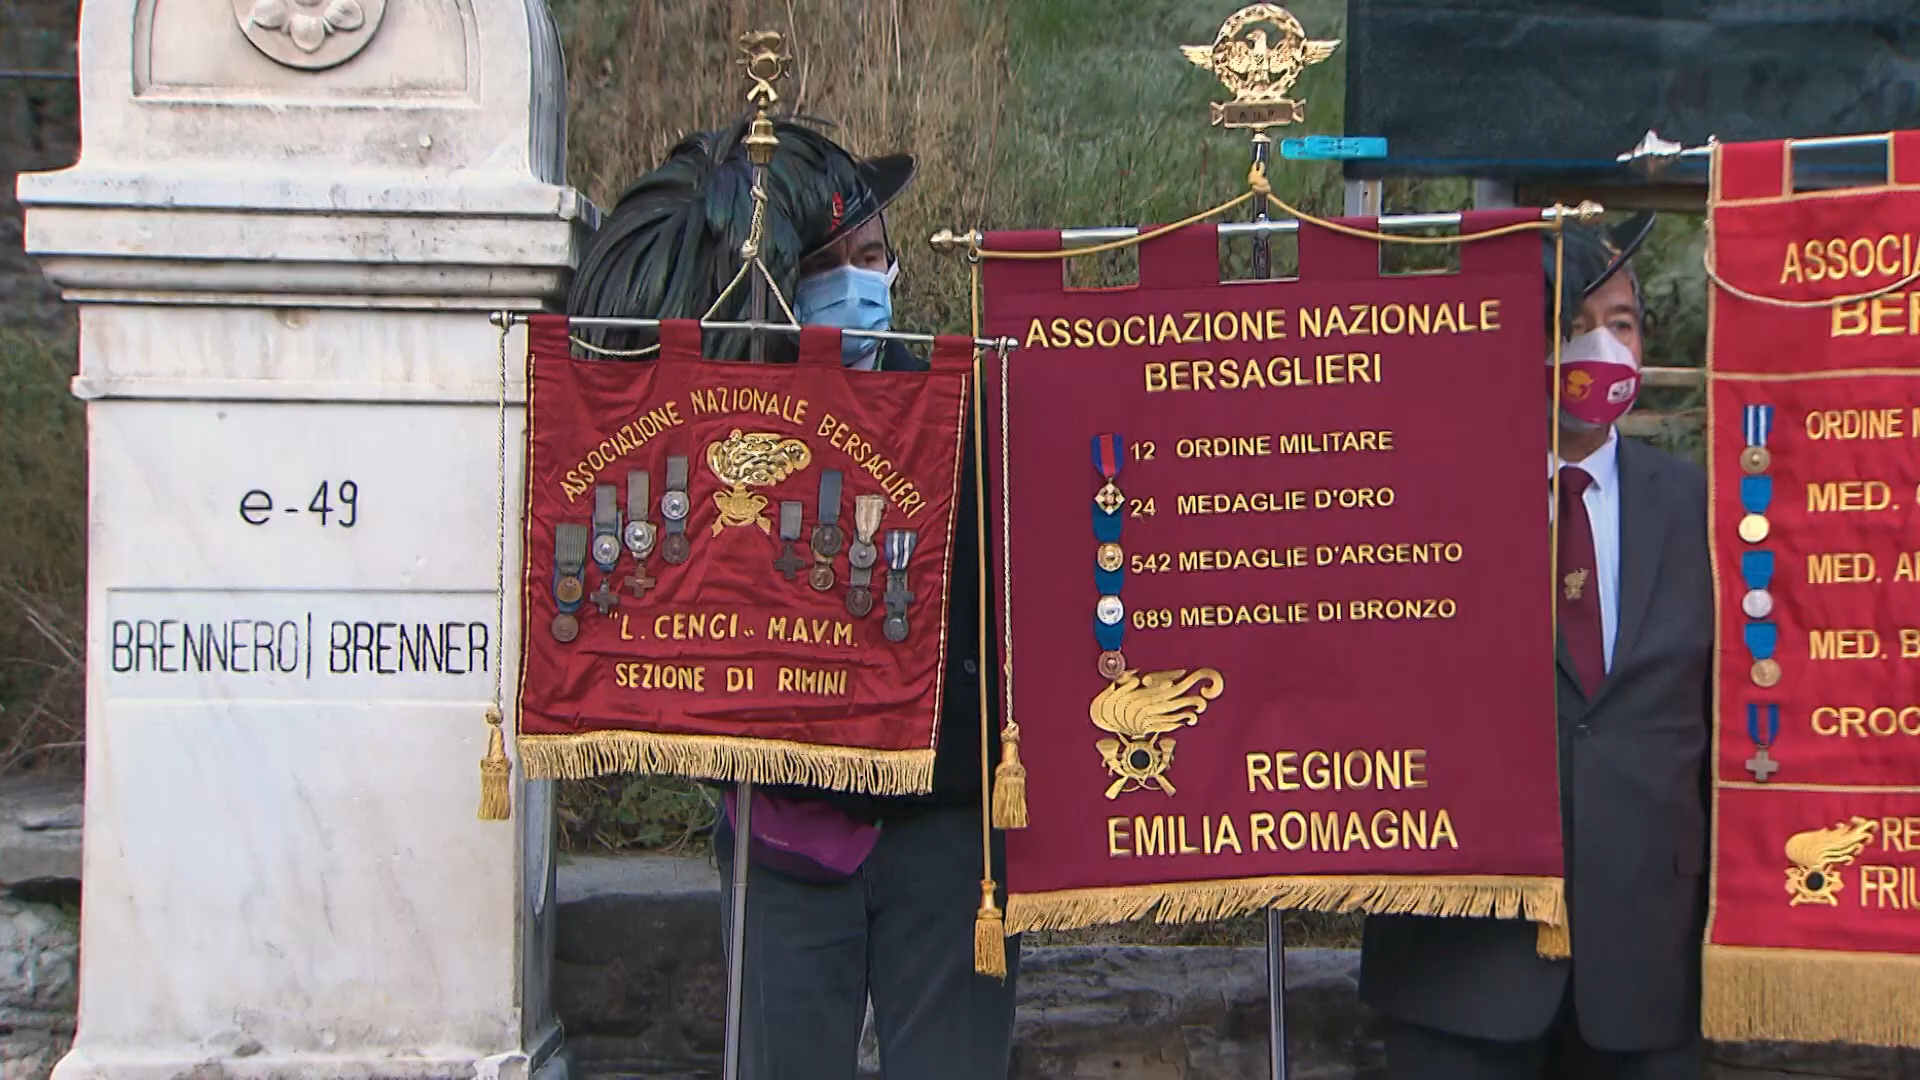 e-49
BRENNERO | BRENNER
ASSOCIAZIONE NAZIONALE BERSAGLIERI
"L. CENCI" M.A.V.M.
SEZIONE DI RIMINI
ASSOCIAZIONE NAZIONALE
BERSAGLIERI
12 ORDINE MILITARE
24 MEDAGLIE D'ORO
542 MEDAGLIE D'ARGENTO
689 MEDAGLIE DI BRONZO
REGIONE
EMILIA ROMAGNA
ASSOCIA
BER
ORDINE M
MED.
MED. A
MED. B
CROC
RE
FRIU